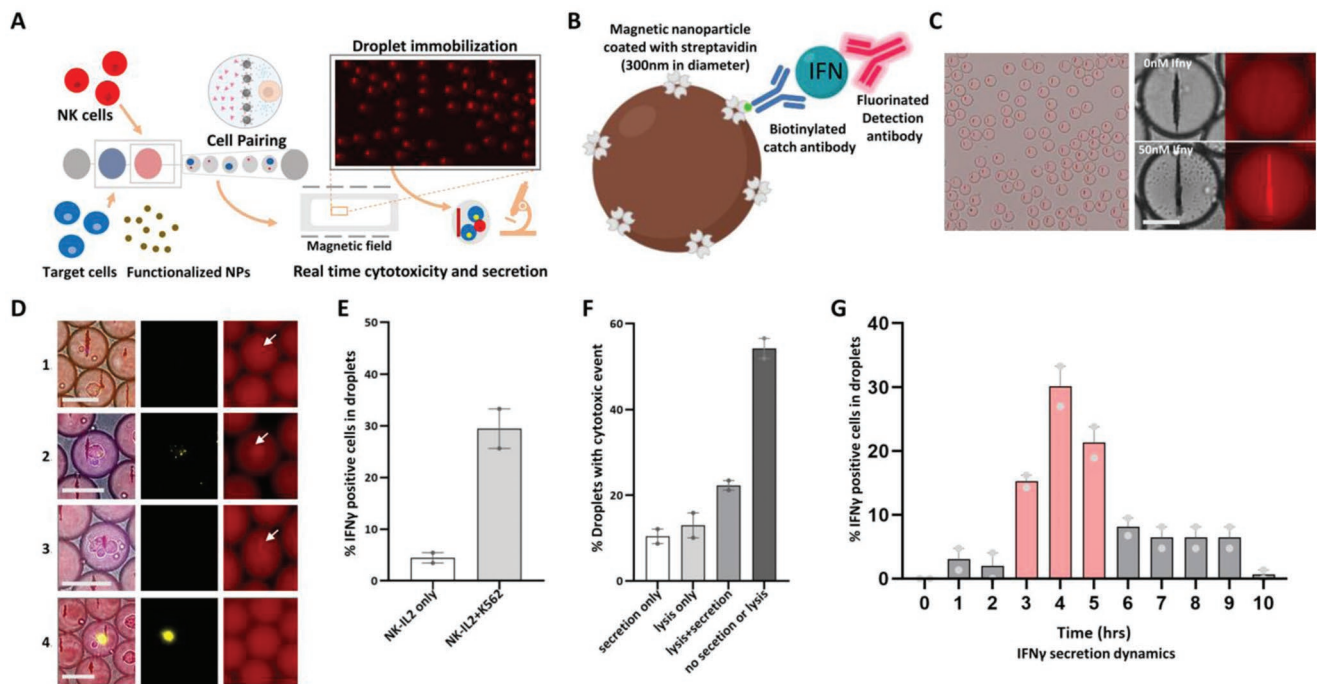 A
NK cells
Cell Pairing
Target cells
Functionalized NPs
Droplet immobilization
Magnetic field
Real time cytotoxicity and secretion
B
Magnetic nanoparticle
coated with streptavidin
(300nm in diameter)
IFN
Biotinylated
catch antibody
Fluorinated
Detection
antibody
C
0nM Ifny
50nM Ifny
D
1
2
3
4
E
% IFNγ positive cells in droplets
50
40
30
20
10
0
NK-IL2 only
NK-IL2+K562
F
% Droplets with cytotoxic event
60
40
20
0
secretion only
lysis only
lysis+secretion
no secetion or lysis
G
% IFNγ positive cells in droplets
40
30
20
10
0
0 1 2 3 4 5 6 7 8 9 10
Time (hrs)
IFNγ secretion dynamics